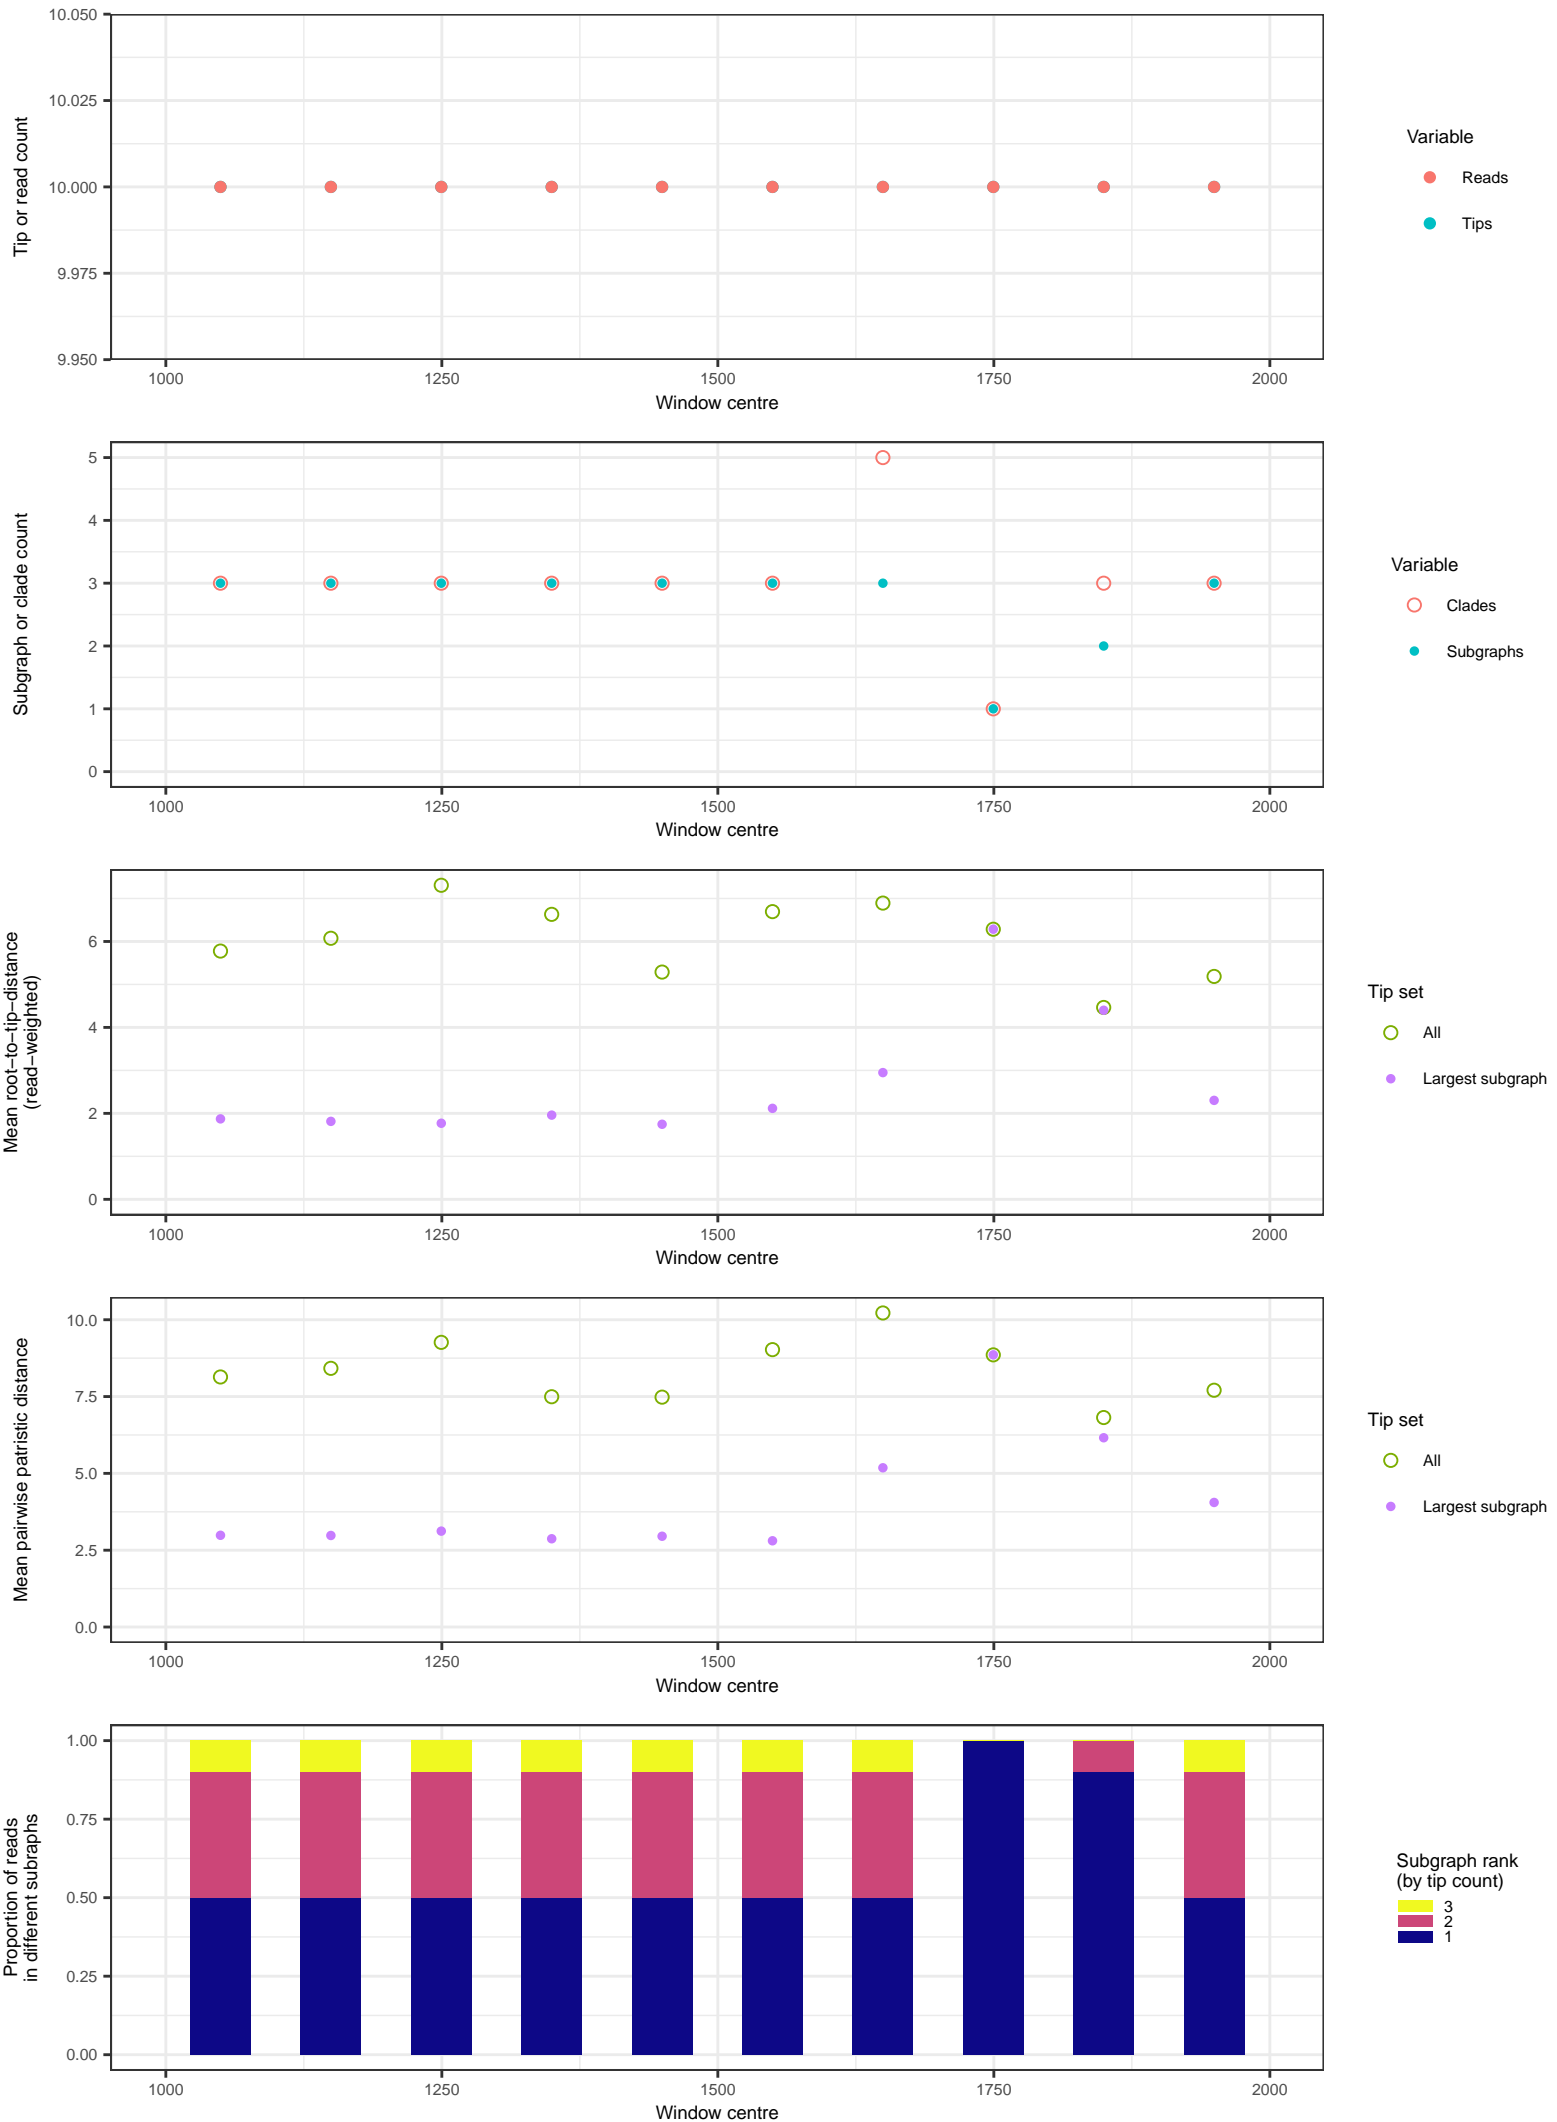 10.050
10.025
10.000
9.975
9.950
Tip or read count
1000 1250 1500 1750 2000
Window centre
Variable
Reads
Tips
5
4
3
2
1
0
Subgraph or clade count
1000 1250 1500 1750 2000
Window centre
Variable
Clades
Subgraphs
6
4
2
0
Mean root−to−tip−distance
(read−weighted)
1000 1250 1500 1750 2000
Window centre
Tip set
All
Largest subgraph
10.0
7.5
5.0
2.5
0.0
Mean pairwise patristic distance
1000 1250 1500 1750 2000
Window centre
Tip set
All
Largest subgraph
1.00
0.75
0.50
0.25
0.00
Proportion of reads
in different subraphs
1000 1250 1500 1750 2000
Window centre
Subgraph rank
(by tip count)
3
2
1